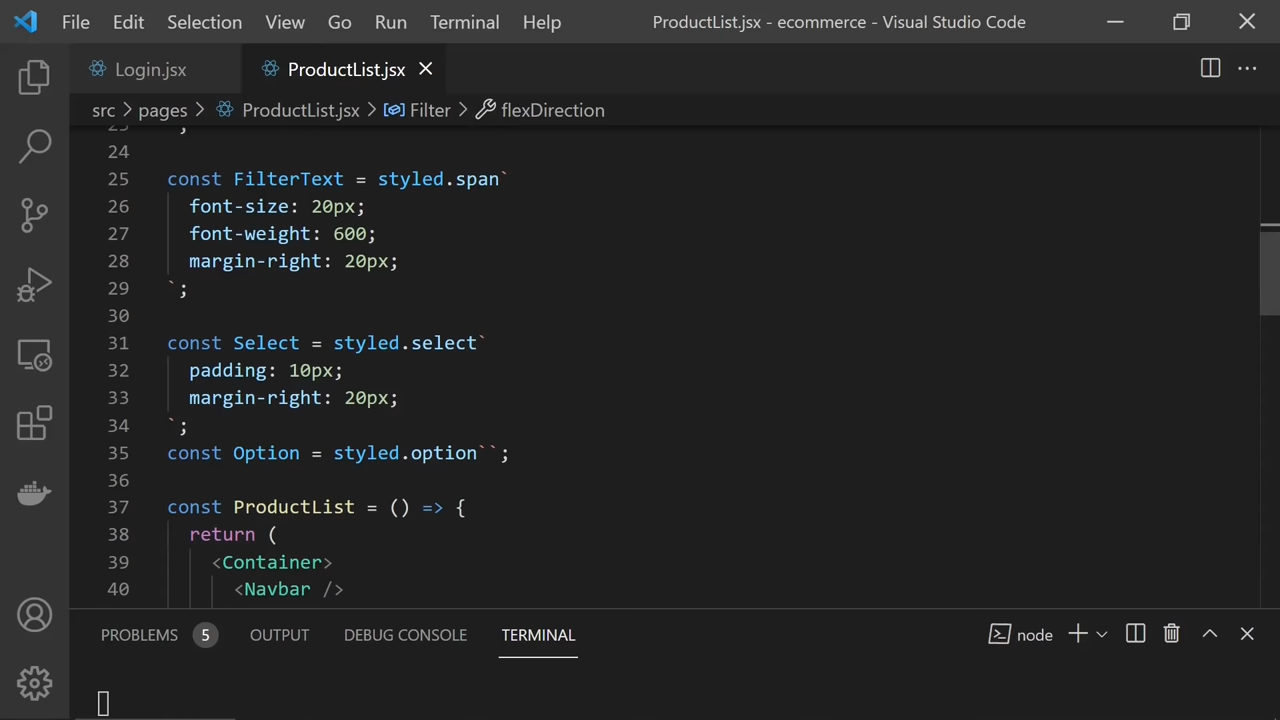 File Edit Selection View Go Run Terminal Help ProductList.jsx - ecommerce - Visual Studio Code
Login.jsx ProductList.jsx
src > pages > ProductList.jsx > Filter > flexDirection
23 ;
24
25 const FilterText = styled.span`
26 font-size: 20px;
27 font-weight: 600;
28 margin-right: 20px;
29 `;
30
31 const Select = styled.select`
32 padding: 10px;
33 margin-right: 20px;
34 `;
35 const Option = styled.option``;
36
37 const ProductList = () => {
38 return (
39 <Container>
40 <Navbar />
PROBLEMS 5 OUTPUT DEBUG CONSOLE TERMINAL node